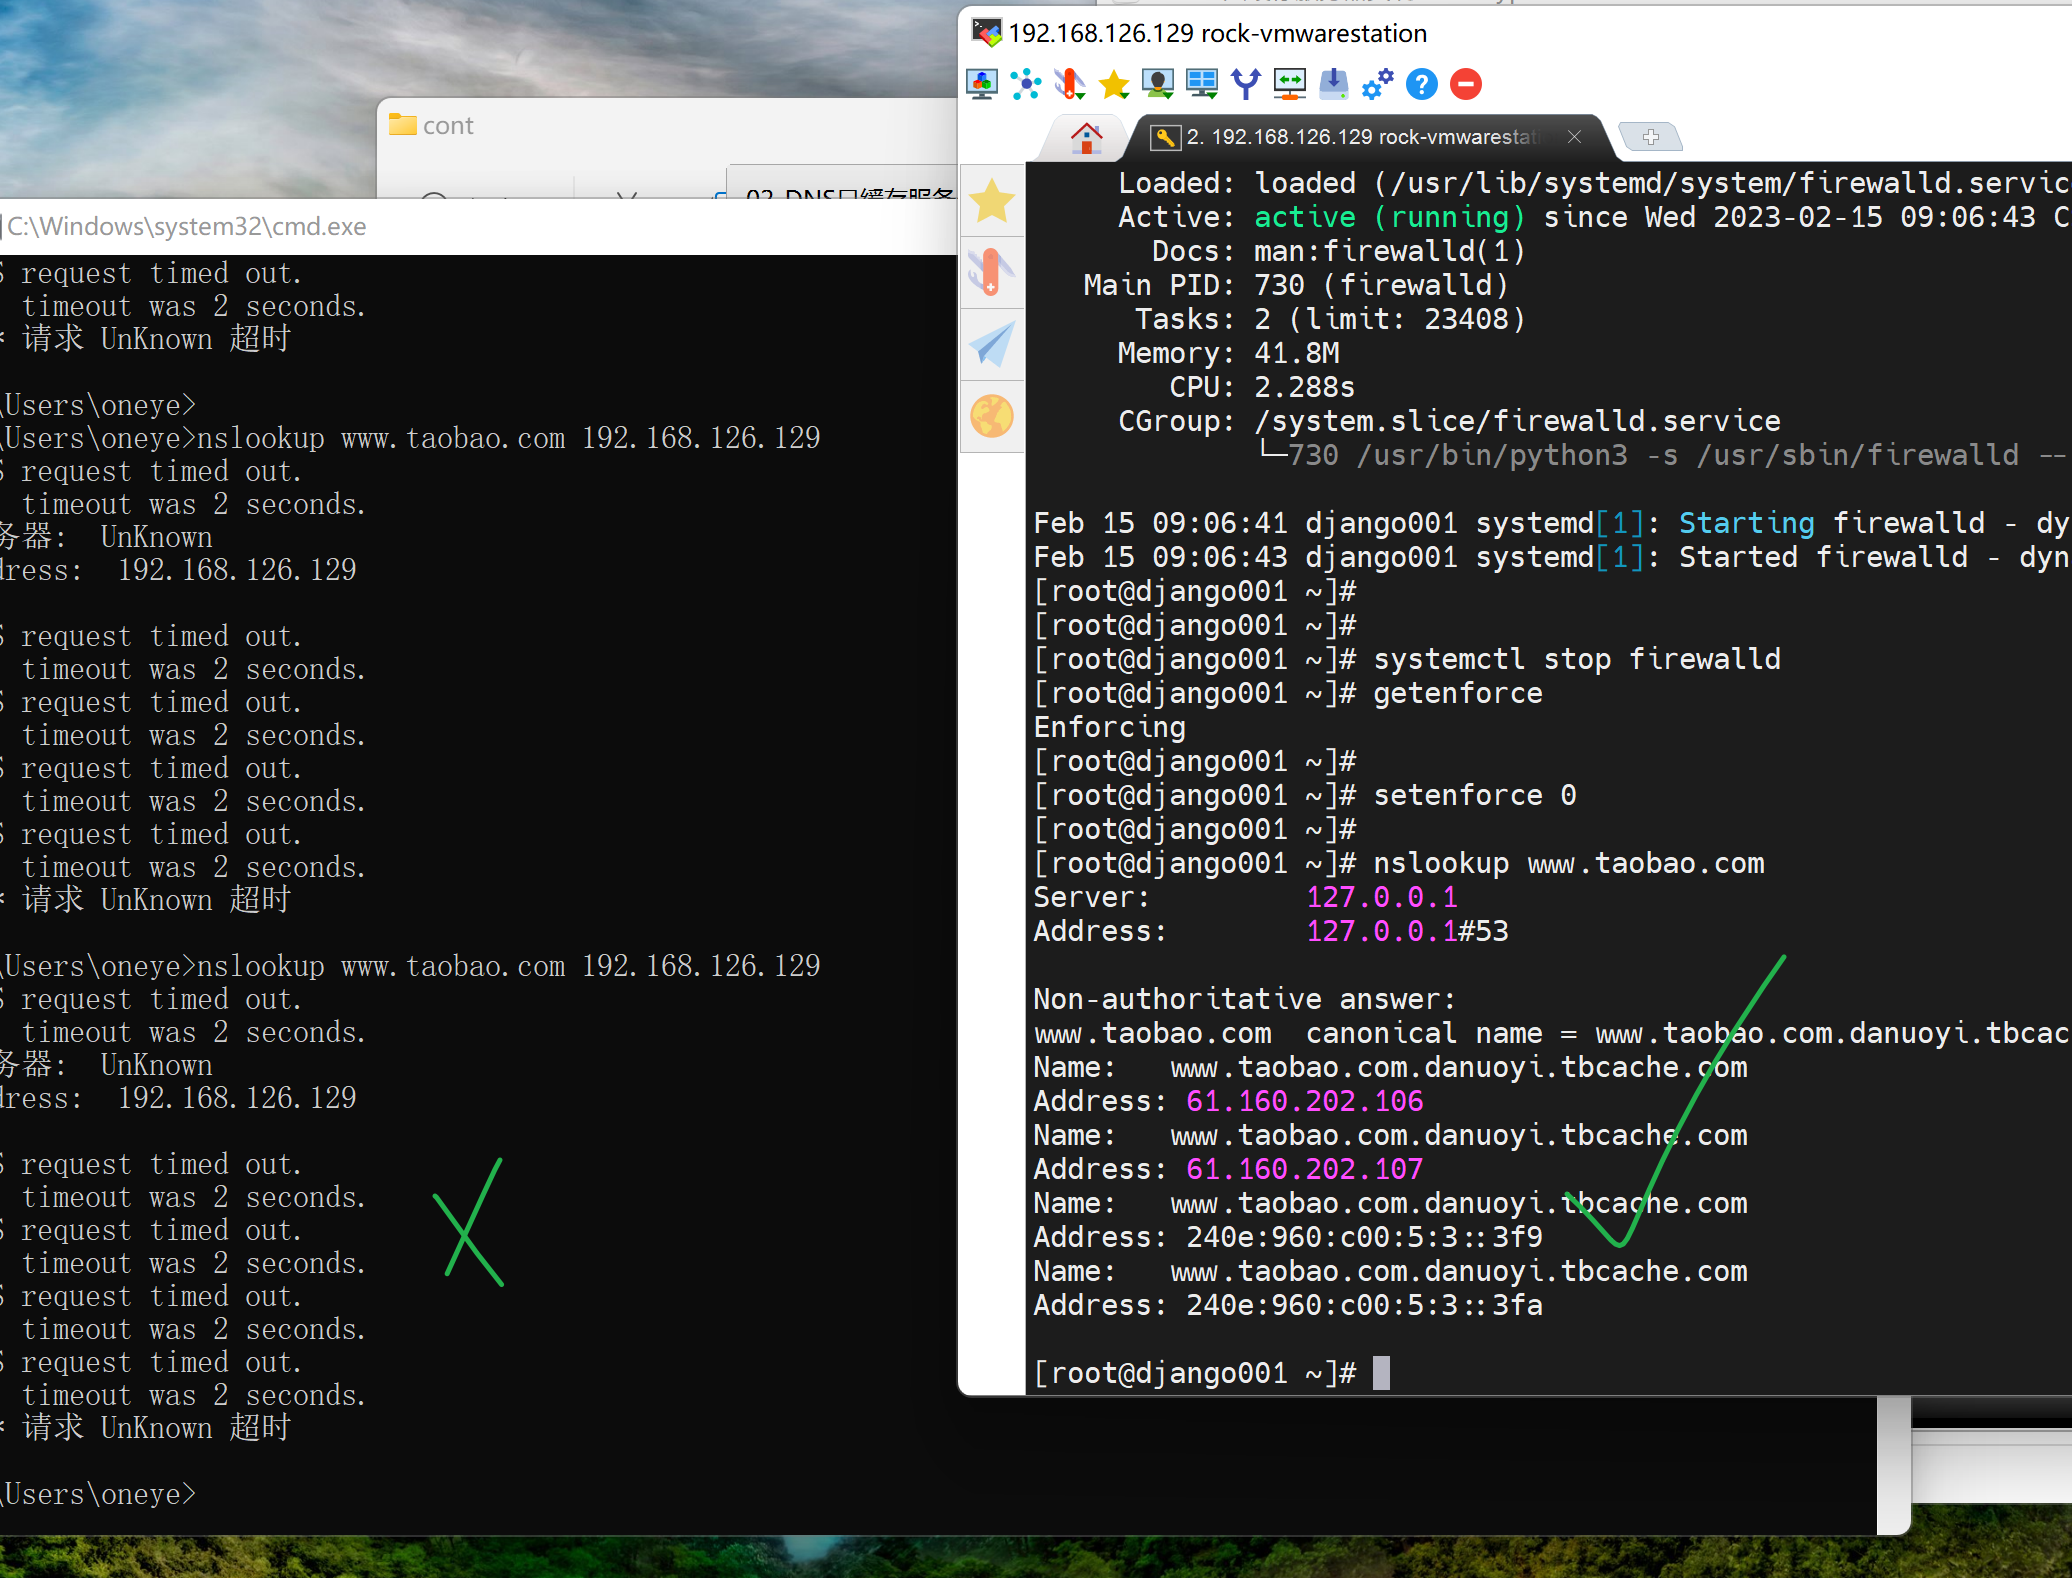 cont
02-DNS只缓存服务
C:\Windows\system32\cmd.exe
request timed out.
timeout was 2 seconds.
* 请求 UnKnown 超时
\Users\oneye>
\Users\oneye>nslookup www.taobao.com 192.168.126.129
request timed out.
timeout was 2 seconds.
务器: UnKnown
dress: 192.168.126.129
request timed out.
timeout was 2 seconds.
request timed out.
timeout was 2 seconds.
request timed out.
timeout was 2 seconds.
request timed out.
timeout was 2 seconds.
* 请求 UnKnown 超时
\Users\oneye>nslookup www.taobao.com 192.168.126.129
request timed out.
timeout was 2 seconds.
务器: UnKnown
dress: 192.168.126.129
request timed out.
timeout was 2 seconds.
request timed out.
timeout was 2 seconds.
request timed out.
timeout was 2 seconds.
request timed out.
timeout was 2 seconds.
* 请求 UnKnown 超时
\Users\oneye>
192.168.126.129 rock-vmwarestation
2. 192.168.126.129 rock-vmwarestati
Loaded: loaded (/usr/lib/systemd/system/firewalld.servic
Active: active (running) since Wed 2023-02-15 09:06:43 C
Docs: man:firewalld(1)
Main PID: 730 (firewalld)
Tasks: 2 (limit: 23408)
Memory: 41.8M
CPU: 2.288s
CGroup: /system.slice/firewalld.service
└─730 /usr/bin/python3 -s /usr/sbin/firewalld --
Feb 15 09:06:41 django001 systemd[1]: Starting firewalld - dy
Feb 15 09:06:43 django001 systemd[1]: Started firewalld - dyn
[root@django001 ~]#
[root@django001 ~]#
[root@django001 ~]# systemctl stop firewalld
[root@django001 ~]# getenforce
Enforcing
[root@django001 ~]#
[root@django001 ~]# setenforce 0
[root@django001 ~]#
[root@django001 ~]# nslookup www.taobao.com
Server: 127.0.0.1
Address: 127.0.0.1#53
Non-authoritative answer:
www.taobao.com canonical name = www.taobao.com.danuoyi.tbcac
Name: www.taobao.com.danuoyi.tbcache.com
Address: 61.160.202.106
Name: www.taobao.com.danuoyi.tbcache.com
Address: 61.160.202.107
Name: www.taobao.com.danuoyi.tbcache.com
Address: 240e:960:c00:5:3::3f9
Name: www.taobao.com.danuoyi.tbcache.com
Address: 240e:960:c00:5:3::3fa
[root@django001 ~]#